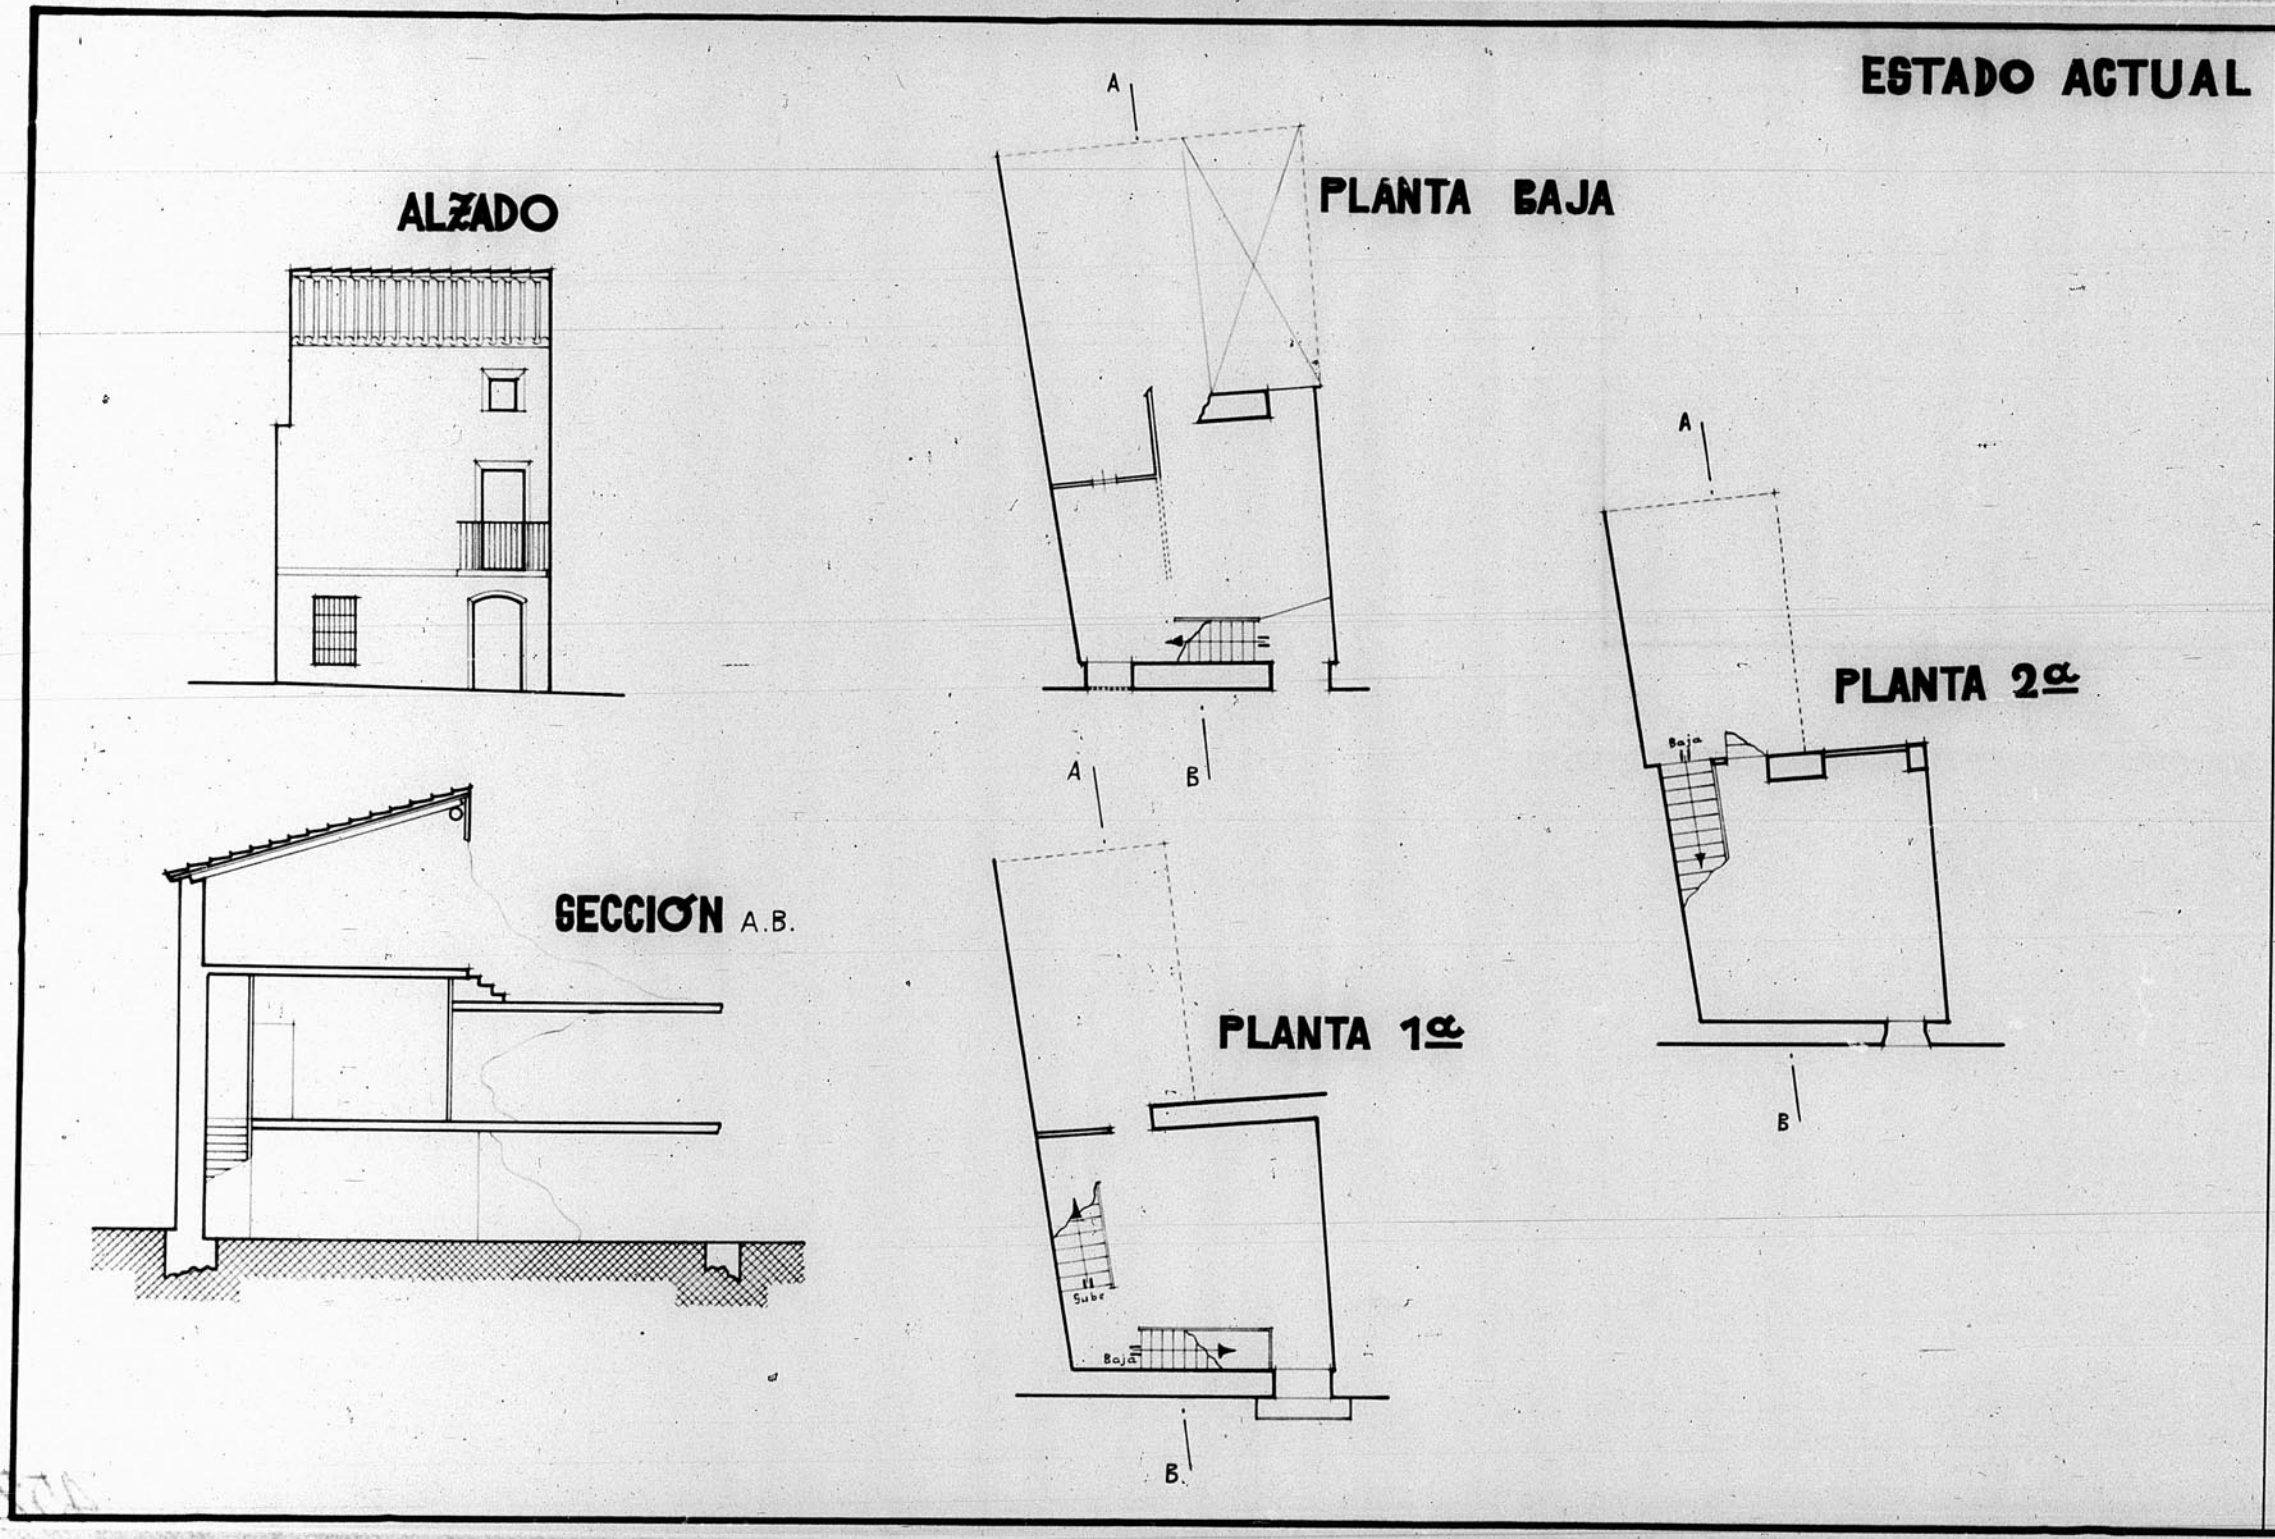 ESTADO ACTUAL
ALZADO
A
PLANTA BAJA
B
A
PLANTA 2ª
Baja
B
SECCIÓN A.B.
A
PLANTA 1ª
Sube
Baja
B.